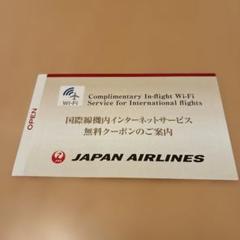 OPEN
Wi-Fi
Complimentary In-flight Wi-Fi
Service for International flights
国際線機内インターネットサービス
無料クーポンのご案内
JAPAN AIRLINES